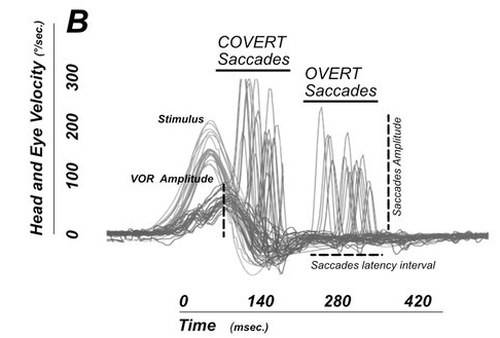 B
COVERT
Saccades
OVERT
Saccades
Stimulus
VOR Amplitude
Saccades Amplitude
Saccades latency interval
Head and Eye Velocity (°/sec.)
300
200
100
0
0 140 280 420
Time (msec.)